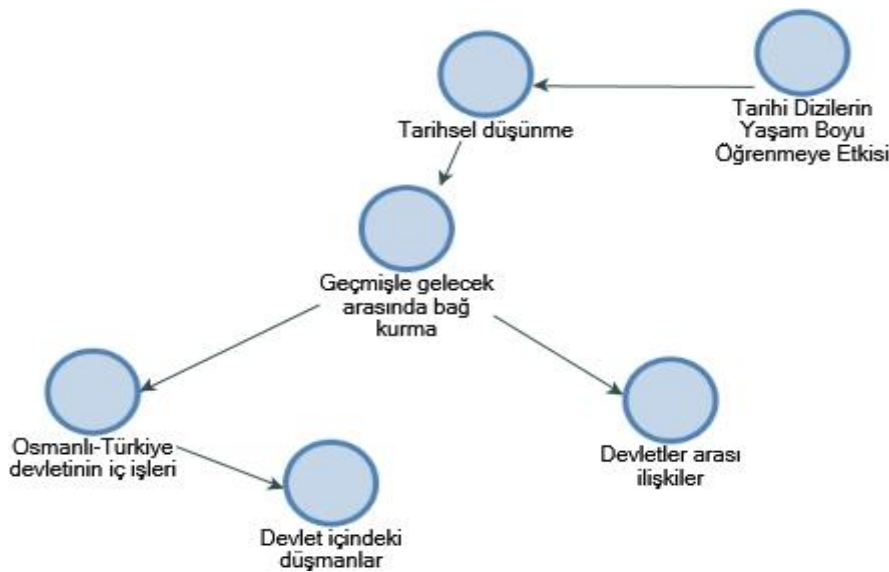 Tarihi Dizilerin
Yaşam Boyu
Öğrenmeye Etkisi
Tarihsel düşünme
Geçmişle gelecek
arasında bağ
kurma
Osmanlı-Türkiye
devletinin iç işleri
Devletler arası
ilişkiler
Devlet içindeki
düşmanlar